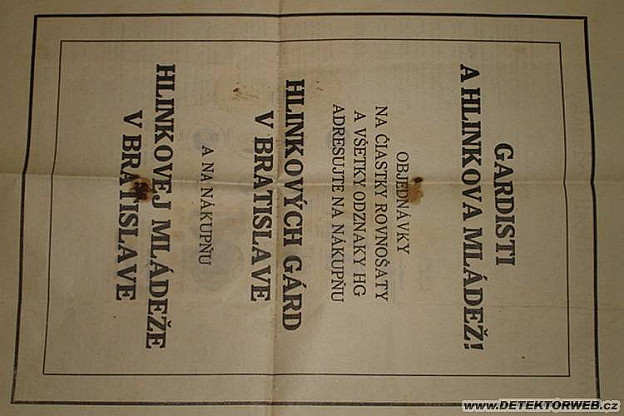 GARDISTI
A HLINKOVA MLÁDEŽ!
OBJEDNÁVKY
NA ČIASTKY ROVNOŠATY
A VŠETKY ODZNAKY HG
ADRESUJTE NA NÁKUPŇU
HLINKOVÝCH GÁRD
V BRATISLAVE
A NA NÁKUPŇU
HLINKOVEJ MLÁDEŽE
V BRATISLAVE
WWW.DETEKTORWEB.CZ